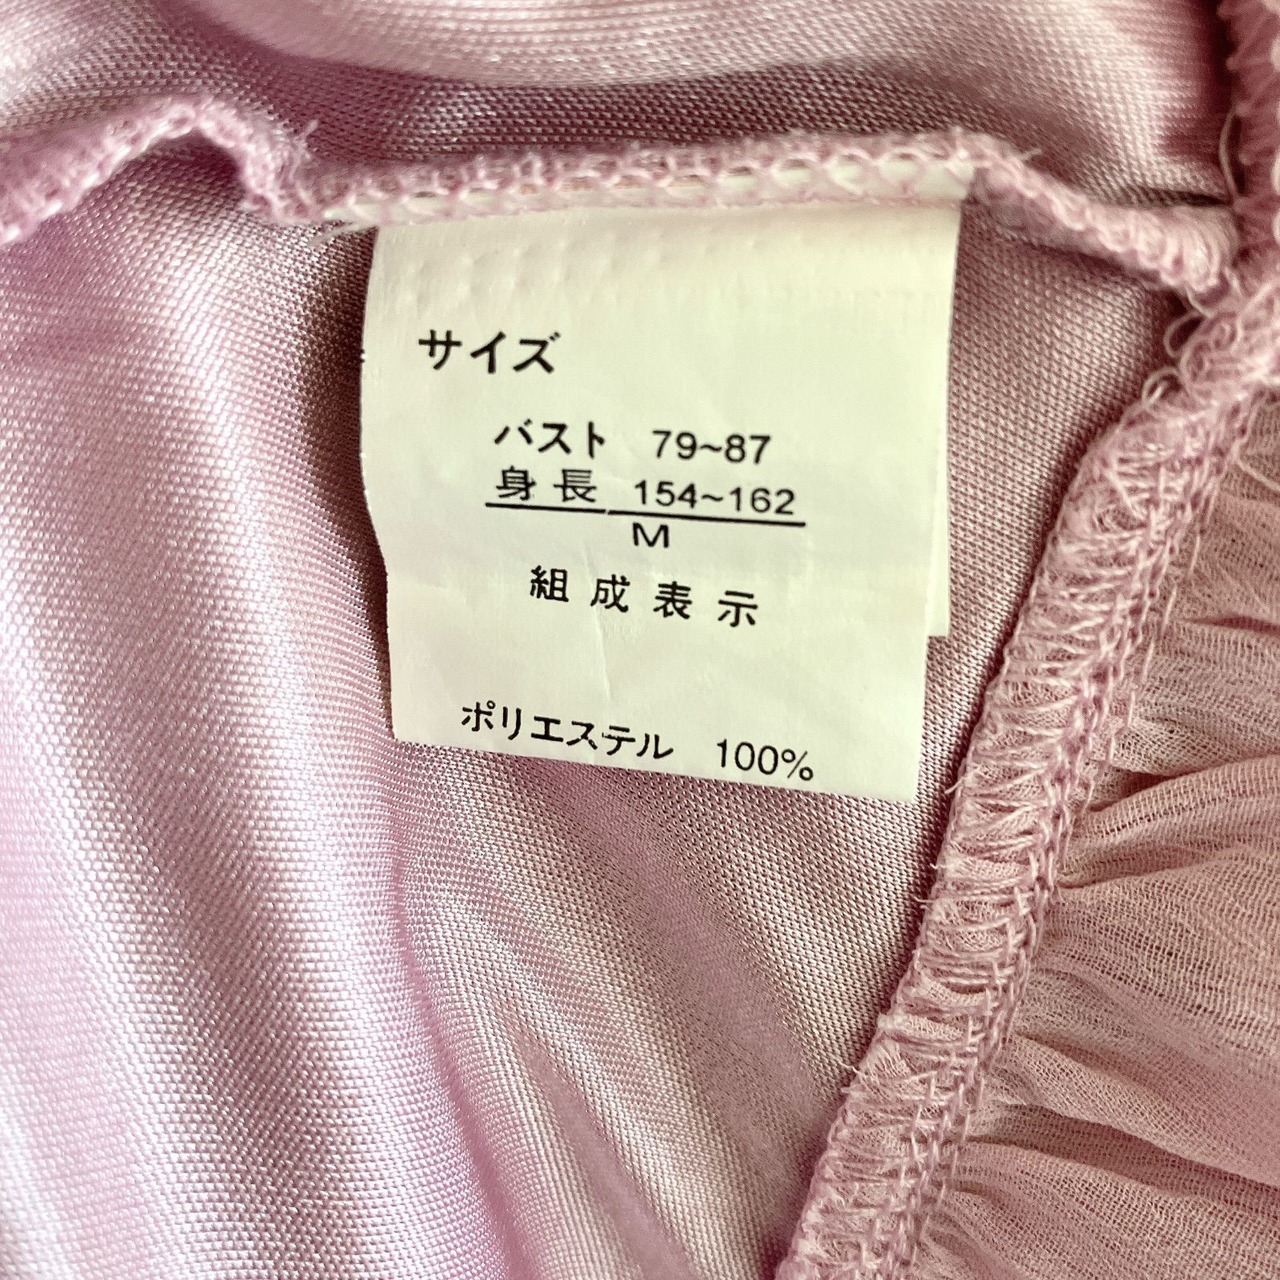 サイズ
バスト 79~87
身長 154~162
M
組成表示
ポリエステル 100%